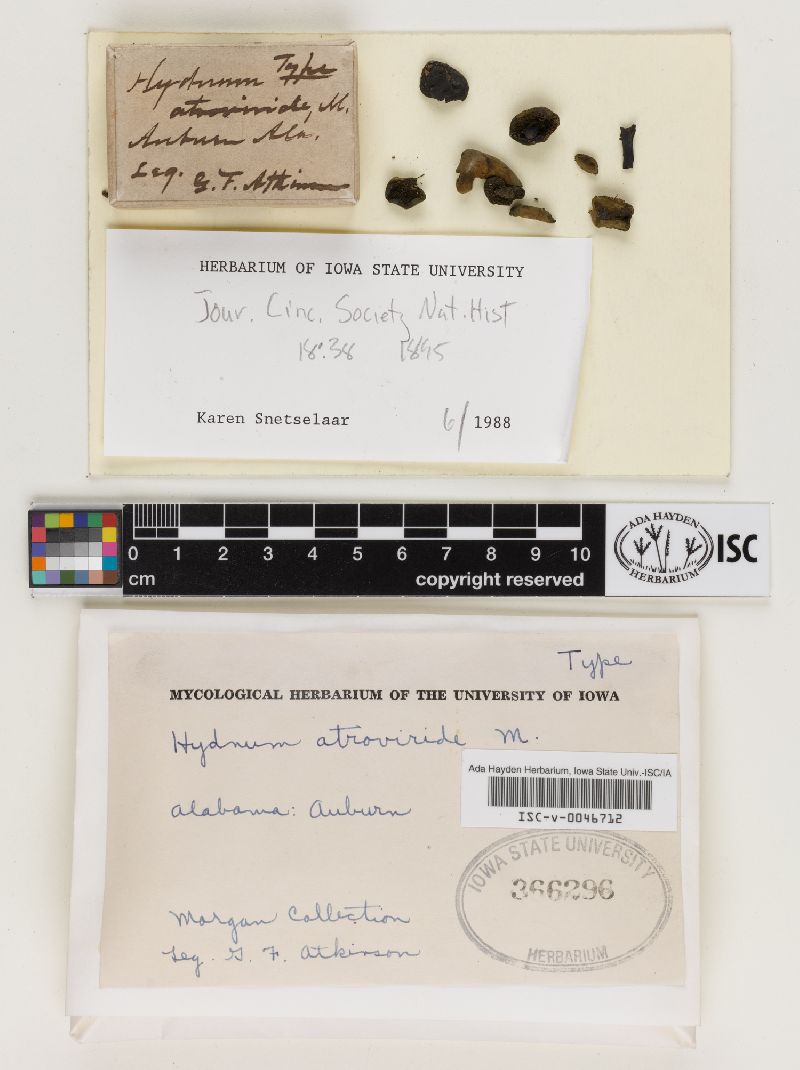 Hydnum Type
atroviride, M.
Auburn Ala.
Leg. G. F. Atkinson
HERBARIUM OF IOWA STATE UNIVERSITY
Jour. Cinc. Society Nat. Hist
18:38 1895
Karen Snetselaar 6/1988
0 1 2 3 4 5 6 7 8 9 10
cm
copyright reserved
ADA HAYDEN
HERBARIUM
ISC
Type
MYCOLOGICAL HERBARIUM OF THE UNIVERSITY OF IOWA
Hydnum atroviride M.
Ada Hayden Herbarium, Iowa State Univ.-ISC/IA
ISC-v-0046712
Alabama: Auburn
IOWA STATE UNIVERSITY
366296
HERBARIUM
Morgan Collection
Leg. G. F. Atkinson